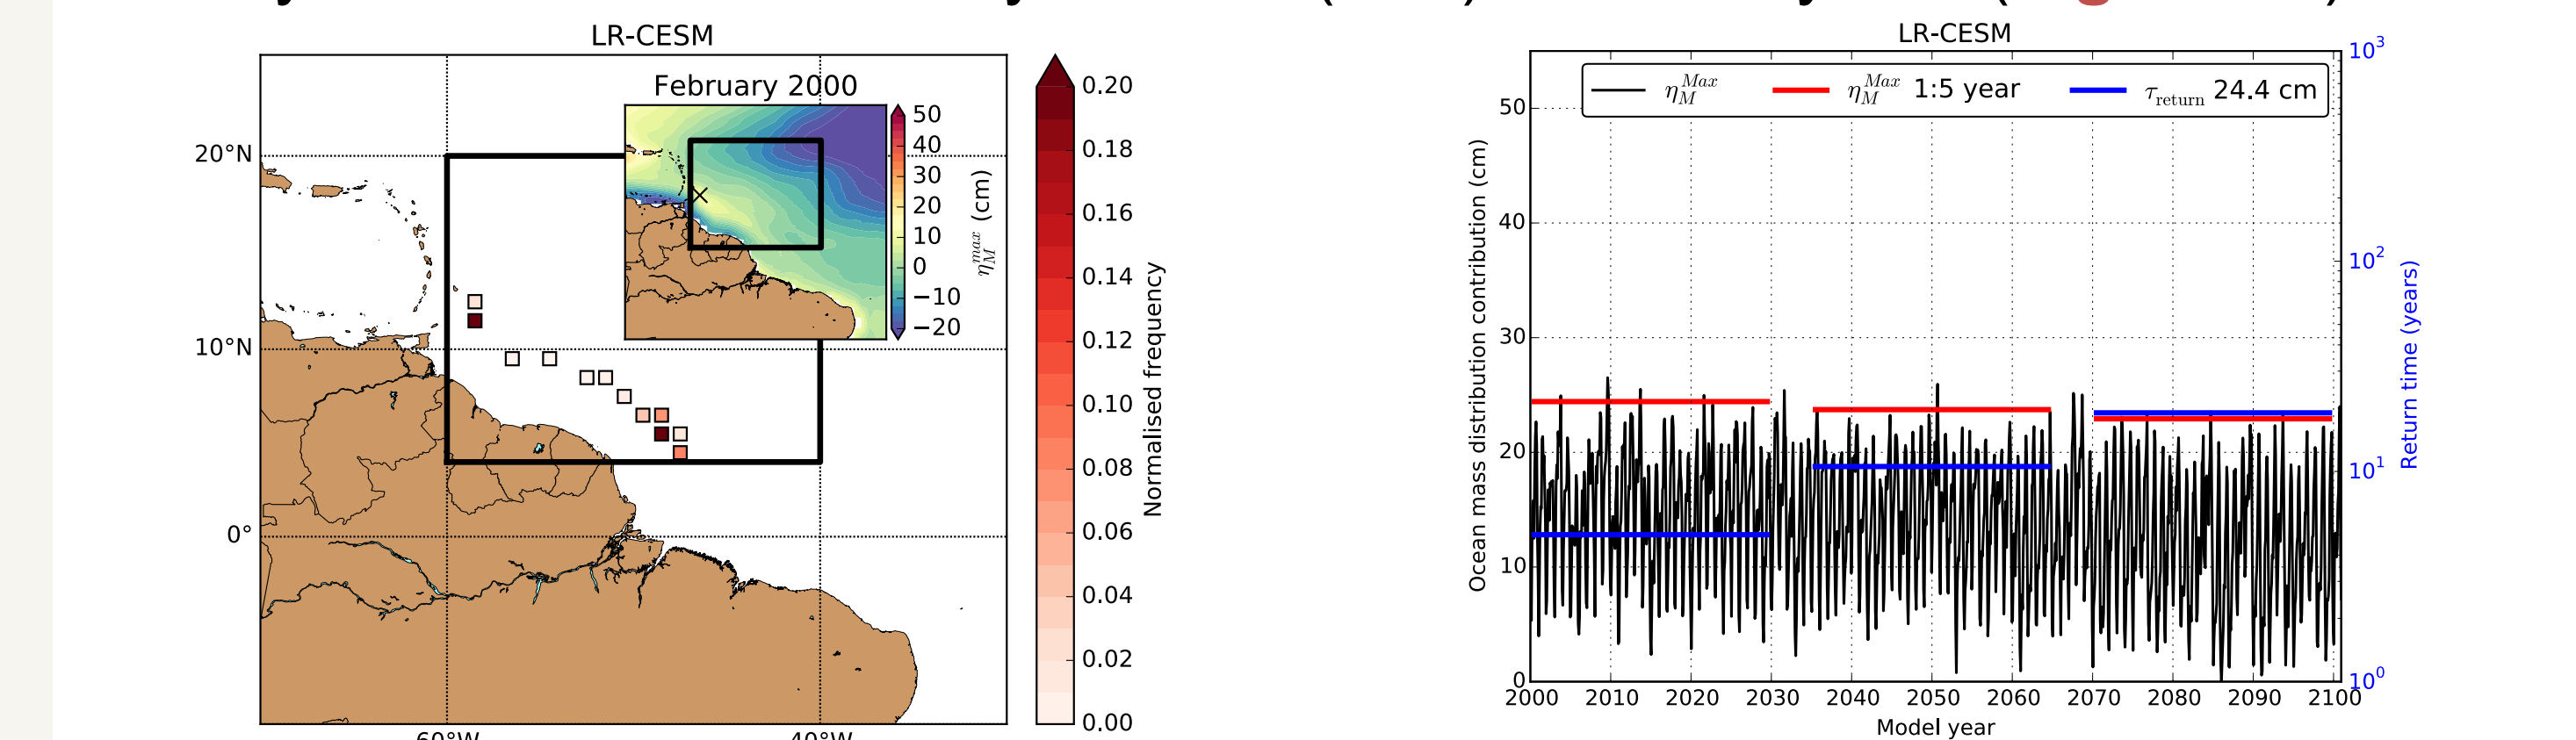 LR-CESM
February 2000
20°N
10°N
0°
60°W
40°W
50
40
30
20
10
0
−10
−20
η_M^max (cm)
0.20
0.18
0.16
0.14
0.12
0.10
0.08
0.06
0.04
0.02
0.00
Normalised frequency
LR-CESM
η_M^Max η_M^Max 1:5 year τ_return 24.4 cm
50
40
30
20
10
0
Ocean mass distribution contribution (cm)
10^3
10^2
10^1
10^0
Return time (years)
2000 2010 2020 2030 2040 2050 2060 2070 2080 2090 2100
Model year